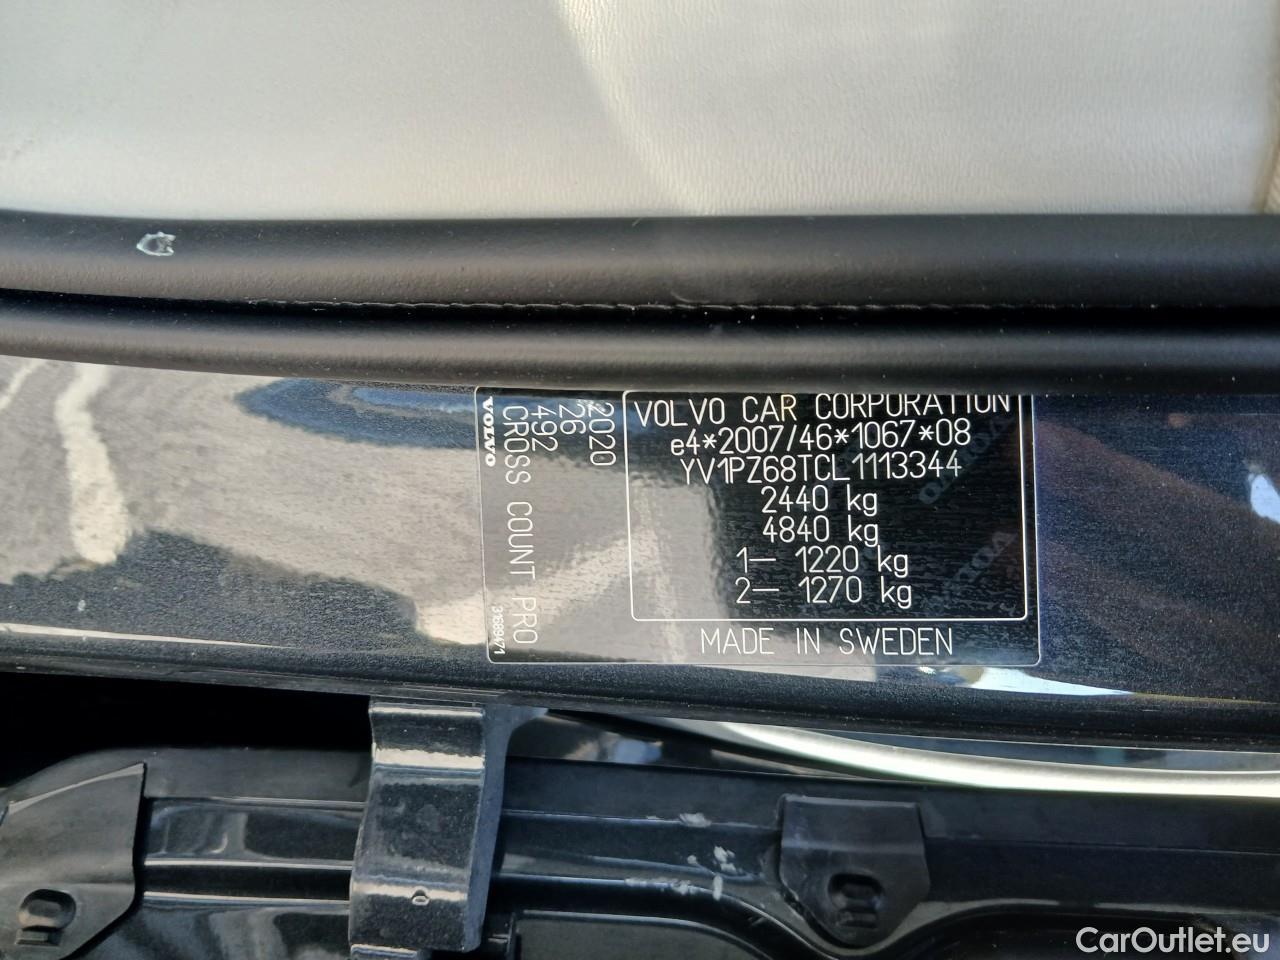 VOLVO CAR CORPORATION
e4*2007/46*1067*08
YV1PZ68TCL1113344
2440 kg
4840 kg
1– 1220 kg
2– 1270 kg
MADE IN SWEDEN
2020
26
492
CROSS COUNT PRO
VOLVO
31689471
CarOutlet.eu